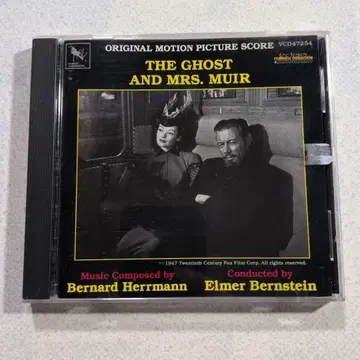 ORIGINAL MOTION PICTURE SCORE
VCD47254
THE GHOST
AND MRS. MUIR
1947 Twentieth Century Fox Film Corp. All rights reserved.
Music Composed by
Bernard Herrmann
Conducted by
Elmer Bernstein